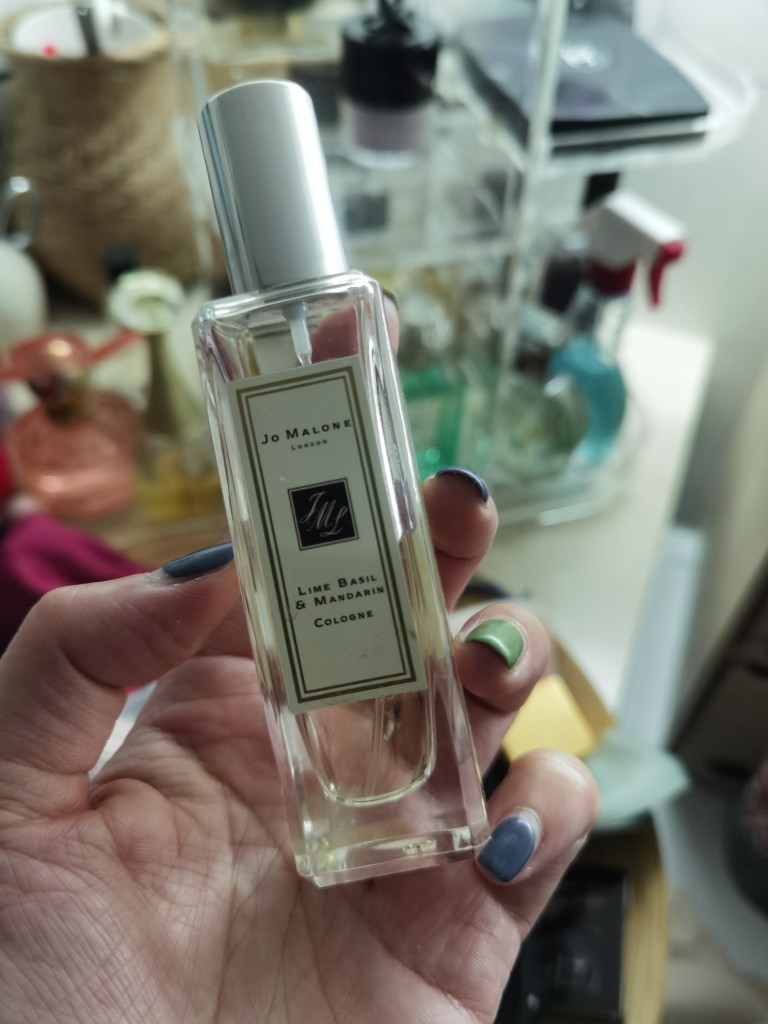 JO MALONE
LONDON
JML
LIME BASIL
& MANDARIN
COLOGNE